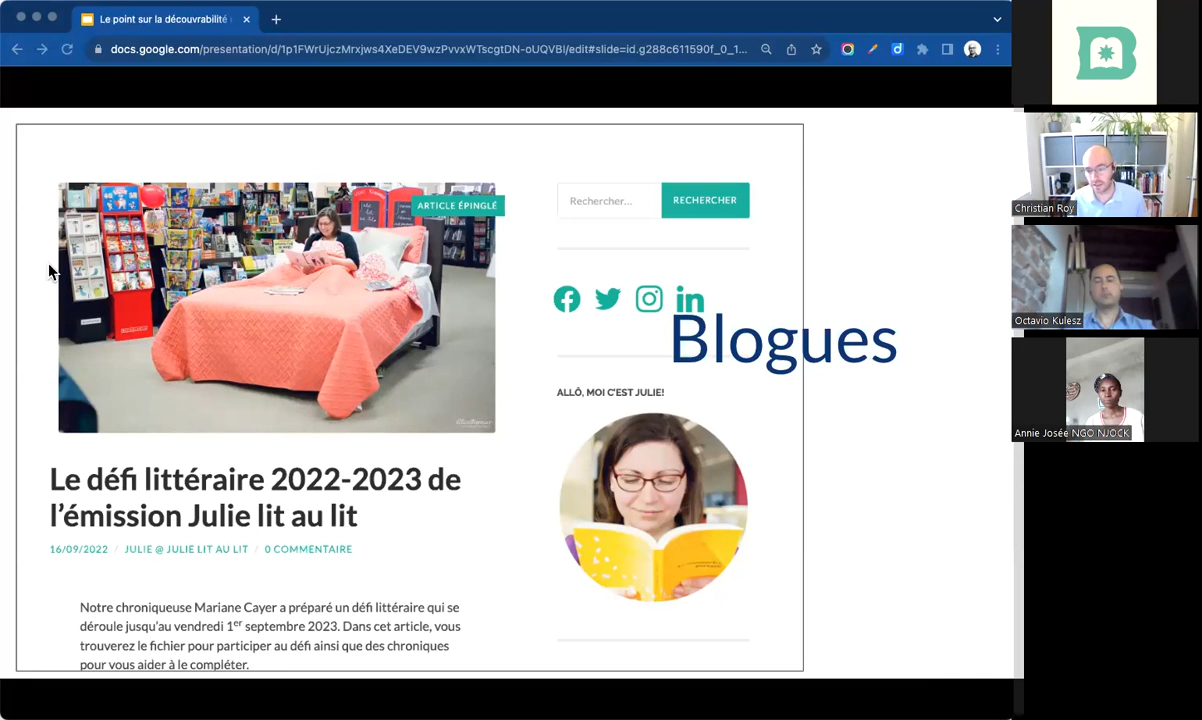 Le point sur la découvrabilité
docs.google.com/presentation/d/1p1FWrUjczMrxjws4XeDEV9wzPvvxWTscgtDN-oUQVBI/edit#slide=id.g288c611590f_0_1...
ARTICLE ÉPINGLÉ
Rechercher...
RECHERCHER
Blogues
ALLÔ, MOI C'EST JULIE!
Le défi littéraire 2022-2023 de
l'émission Julie lit au lit
16/09/2022 / JULIE @ JULIE LIT AU LIT / 0 COMMENTAIRE
Notre chroniqueuse Mariane Cayer a préparé un défi littéraire qui se
déroule jusqu'au vendredi 1er septembre 2023. Dans cet article, vous
trouverez le fichier pour participer au défi ainsi que des chroniques
pour vous aider à le compléter.
Christian Roy
Octavio Kulesz
Annie Josée NGO NJOCK